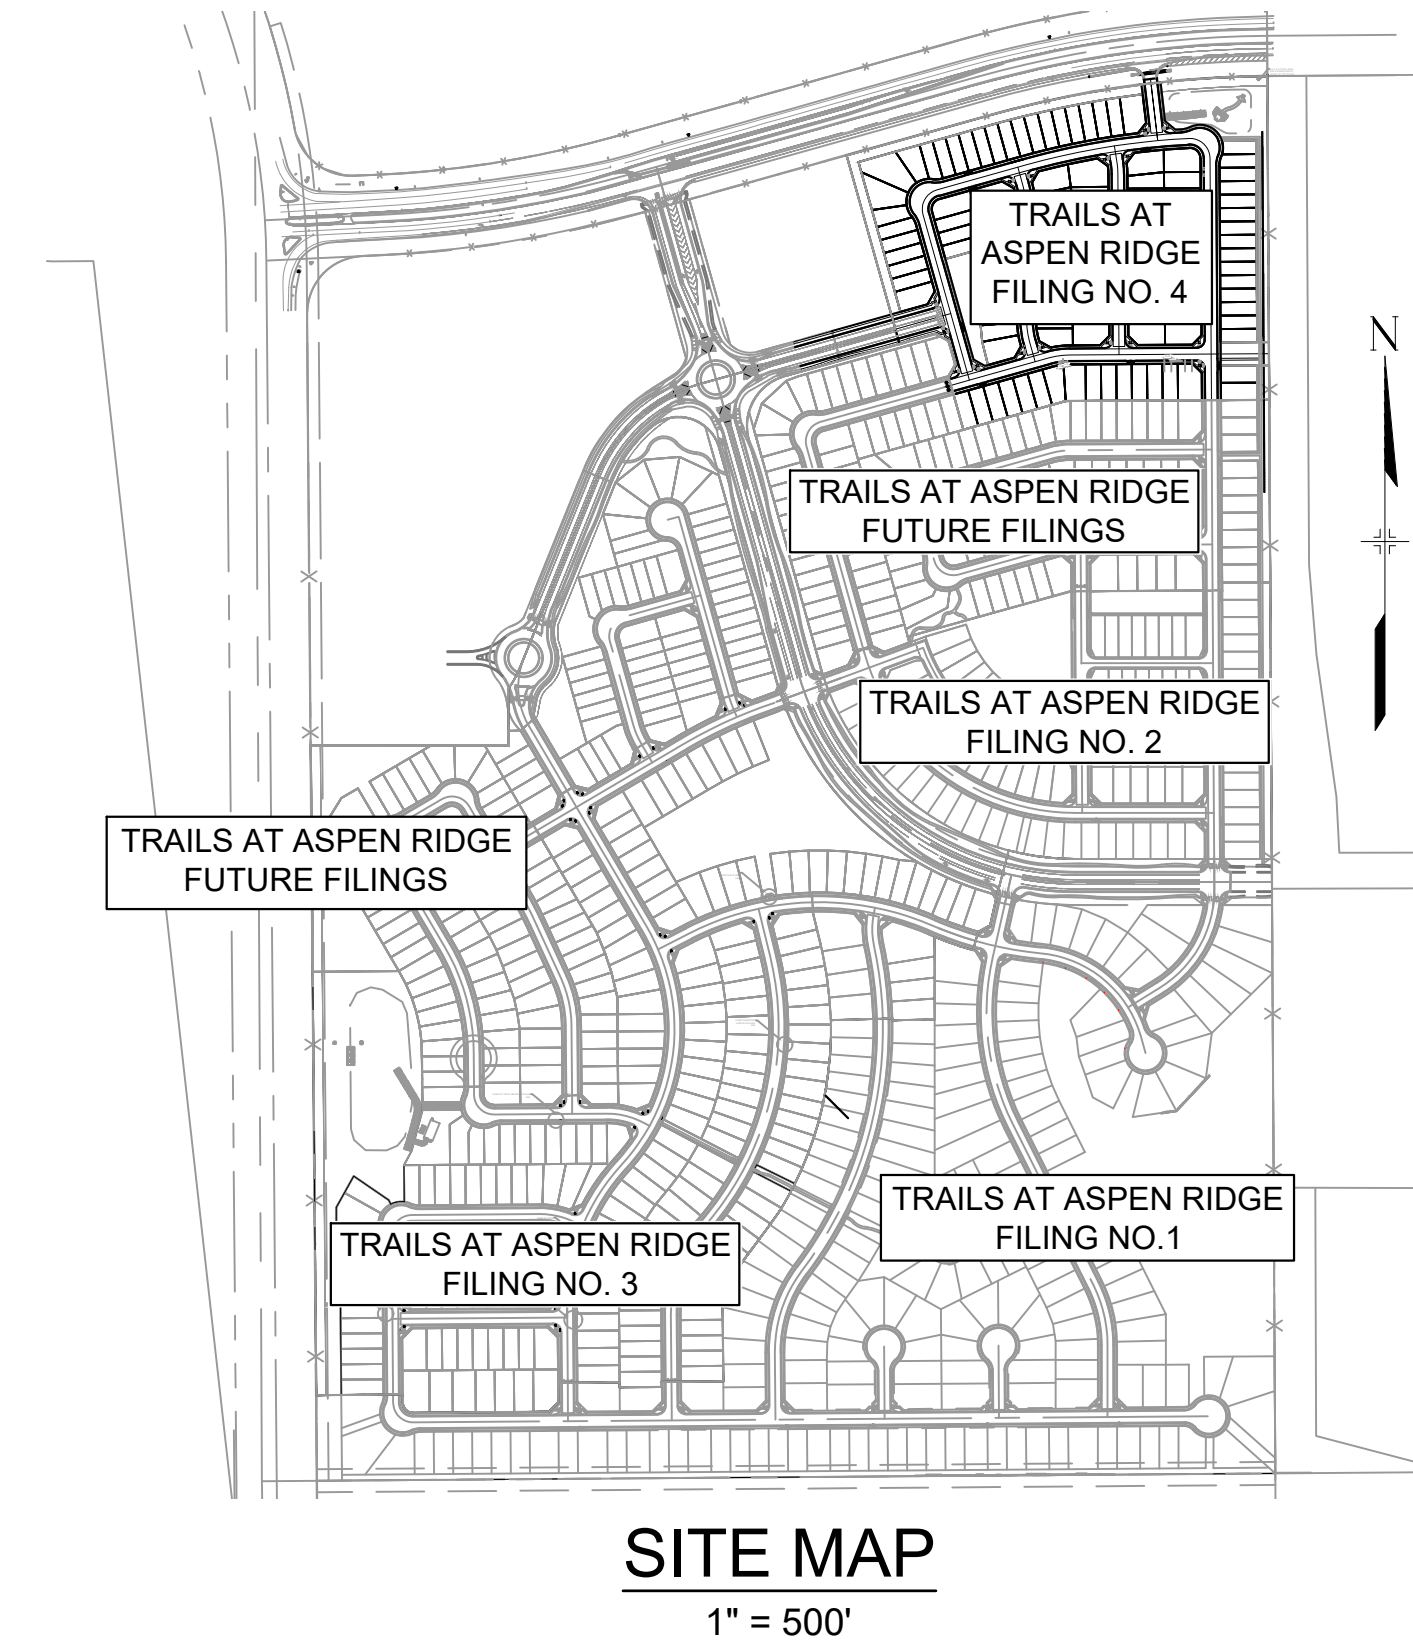 TRAILS AT
ASPEN RIDGE
FILING NO. 4
N
TRAILS AT ASPEN RIDGE
FUTURE FILINGS
TRAILS AT ASPEN RIDGE
FILING NO. 2
TRAILS AT ASPEN RIDGE
FUTURE FILINGS
TRAILS AT ASPEN RIDGE
FILING NO.1
TRAILS AT ASPEN RIDGE
FILING NO. 3
SITE MAP
1" = 500'